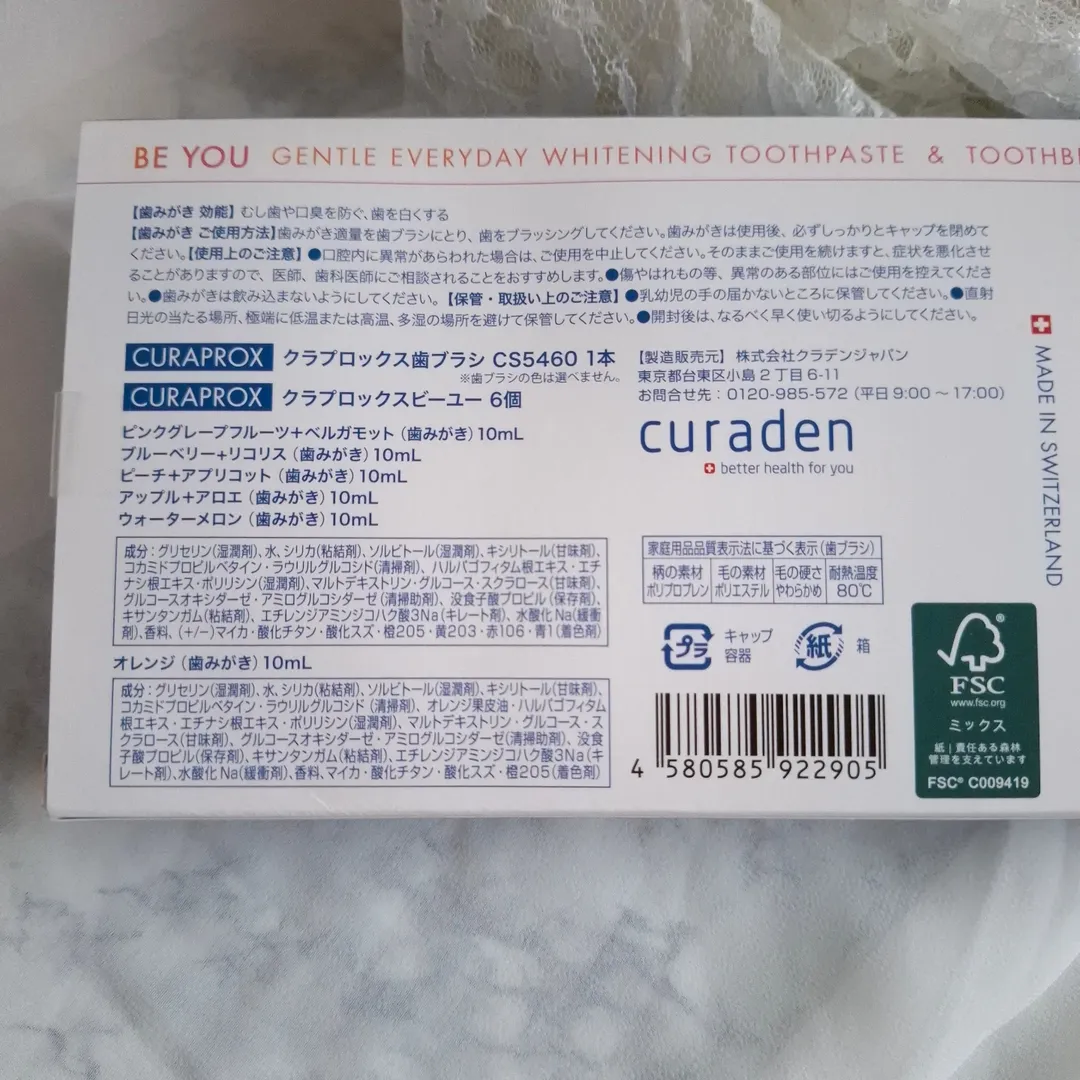 BE YOU GENTLE EVERYDAY WHITENING TOOTHPASTE &
【歯みがき 効能】むし歯や口臭を防ぐ、歯を白くする
【歯みがき ご使用方法】歯みがき適量を歯ブラシにとり、歯をブラッシングしてください。歯みがきは使用後、必ずしっかりとキャップを閉めて
ください。【使用上のご注意】●口腔内に異常があらわれた場合は、ご使用を中止してください。そのままご使用を続けますと、症状を悪化させ
ることがありますので、医師、歯科医師にご相談されることをおすすめします。●傷やはれもの等、異常のある部位にはご使用を控えてくださ
い。●歯みがきは飲み込まないようにしてください。【保管・取扱い上のご注意】●乳幼児の手の届かないところに保管してください。●直射
日光の当たる場所、極端に低温または高温、多湿の場所を避けて保管してください。●開封後は、なるべく早く使い切るようにしてください。
CURAPROX クラプロックス歯ブラシ CS5460 1本
※歯ブラシの色は選べません。
CURAPROX クラプロックスビーユー 6個
ピンクグレープフルーツ+ベルガモット（歯みがき）10mL
ブルーベリー+リコリス（歯みがき）10mL
ピーチ+アプリコット（歯みがき）10mL
アップル+アロエ（歯みがき）10mL
ウォーターメロン（歯みがき）10mL
成分：グリセリン(湿潤剤)、水、シリカ(粘結剤)、ソルビトール(湿潤剤)、キシリトール(甘味剤)、
コカミドプロピルベタイン・ラウリルグルコシド(清掃剤)、ハルパゴフィタム根エキス・エチ
ナシ根エキス・ポリリシン(湿潤剤)、マルトデキストリン・グルコース・スクラロース(甘味剤)、
グルコースオキシダーゼ・アミログルコシダーゼ(清掃助剤)、没食子酸プロピル(保存剤)、
キサンタンガム(粘結剤)、エチレンジアミンジコハク酸3Na(キレート剤)、水酸化Na(緩衝
剤)、香料、(+/−)マイカ・酸化チタン・酸化スズ・橙205・黄203・赤106・青1(着色剤)
オレンジ（歯みがき）10mL
成分：グリセリン(湿潤剤)、水、シリカ(粘結剤)、ソルビトール(湿潤剤)、キシリトール(甘味剤)、
コカミドプロピルベタイン・ラウリルグルコシド(清掃剤)、オレンジ果皮油・ハルパゴフィタム
根エキス・エチナシ根エキス・ポリリシン(湿潤剤)、マルトデキストリン・グルコース・ス
クラロース(甘味剤)、グルコースオキシダーゼ・アミログルコシダーゼ(清掃助剤)、没食
子酸プロピル(保存剤)、キサンタンガム(粘結剤)、エチレンジアミンジコハク酸3Na(キ
レート剤)、水酸化Na(緩衝剤)、香料、マイカ・酸化チタン・酸化スズ・橙205(着色剤)
【製造販売元】株式会社クラデンジャパン
東京都台東区小島2丁目6-11
お問合せ先：0120-985-572（平日9:00～17:00）
curaden
better health for you
家庭用品品質表示法に基づく表示（歯ブラシ）
柄の素材 毛の素材 毛の硬さ 耐熱温度
ポリプロプレン ポリエステル やわらかめ 80℃
プラ キャップ
容器
紙 箱
4 580585 922905
MADE IN SWITZERLAND
FSC
www.fsc.org
ミックス
紙｜責任ある森林
管理を支えています
FSC® C009419